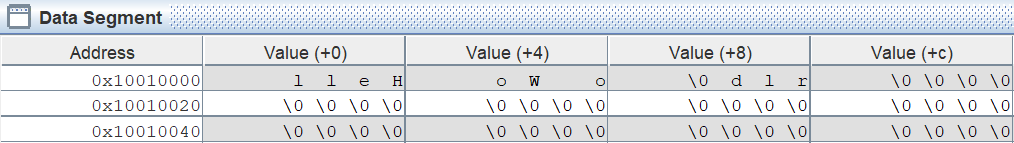 Data Segment
Address Value (+0) Value (+4) Value (+8) Value (+c)
0x10010000 l l e H o W o \0 d l r \0 \0 \0 \0
0x10010020 \0 \0 \0 \0 \0 \0 \0 \0 \0 \0 \0 \0 \0 \0 \0 \0
0x10010040 \0 \0 \0 \0 \0 \0 \0 \0 \0 \0 \0 \0 \0 \0 \0 \0